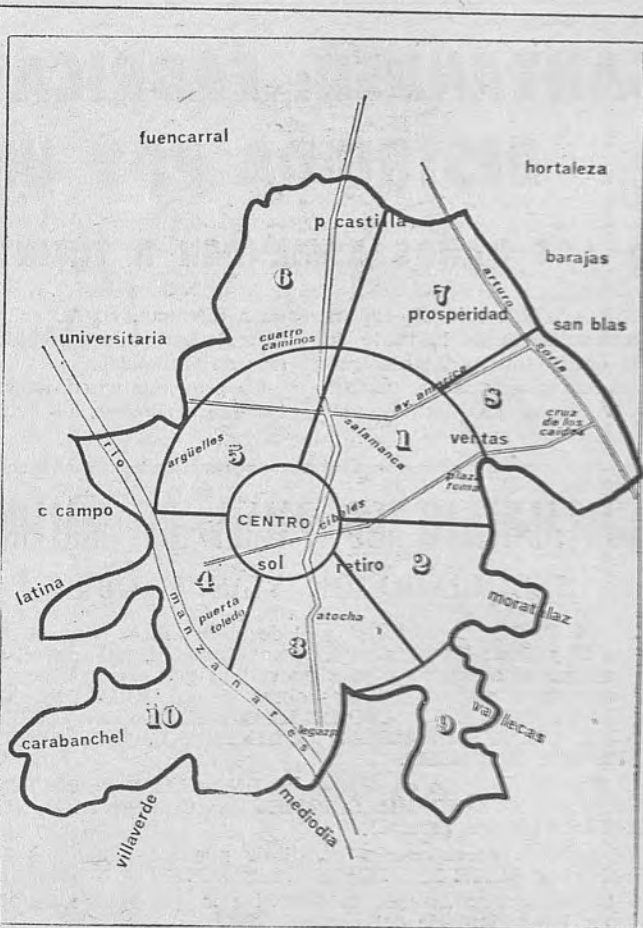 fuencarral
hortaleza
p castilla
barajas
6
arturo
7
prosperidad
san blas
universitaria
cuatro
caminos
soria
av. america
8
cruz
de los
caidos
salamanca
1
ventas
argüelles
5
plaza
roma
rio
c campo
CENTRO
cibeles
sol
retiro
2
4
latina
moratalaz
puerta
toledo
atocha
manzanares
3
10
9
vallecas
legazpi
carabanchel
mediodia
villaverde